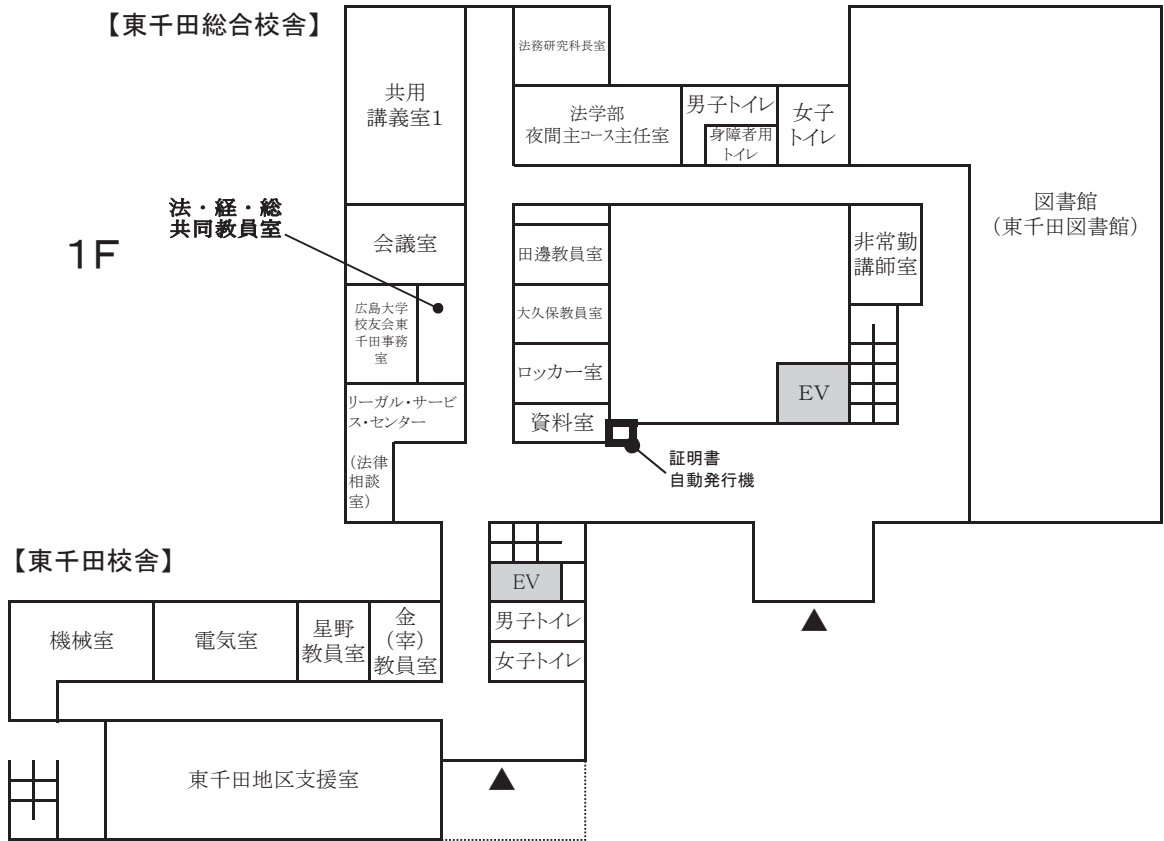 【東千田総合校舎】
1F
法・経・総
共同教員室
共用
講義室1
会議室
広島大学
校友会東
千田事務
室
リーガル・サービ
ス・センター
(法律
相談
室)
法務研究科長室
法学部
夜間主コース主任室
男子トイレ
身障者用
トイレ
女子
トイレ
田邊教員室
大久保教員室
ロッカー室
資料室
証明書
自動発行機
非常勤
講師室
EV
図書館
(東千田図書館)
【東千田校舎】
機械室
電気室
星野
教員室
金
(宰)
教員室
EV
男子トイレ
女子トイレ
東千田地区支援室